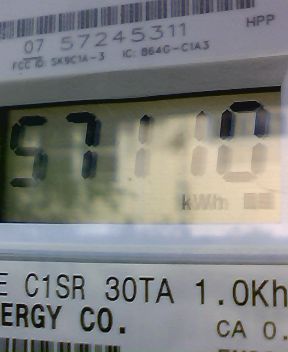 07 57245311
HPP
FCC ID: SK9C1A-3 IC: 864G-C1A3
57110
kWh
C1SR 30TA 1.0Kh
ERGY CO.
CA 0.